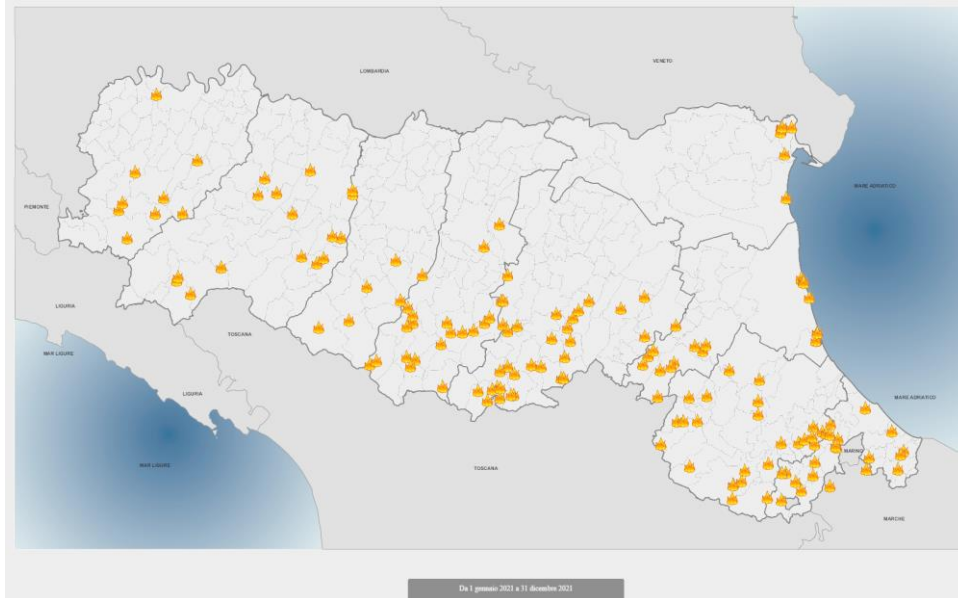 LOMBARDIA
VENETO
PIEMONTE
MARE ADRIATICO
LIGURIA
TOSCANA
MAR LIGURE
LIGURIA
MARE ADRIATICO
MAR LIGURE
TOSCANA
MARINO
MARCHE
Da 1 gennaio 2021 a 31 dicembre 2021